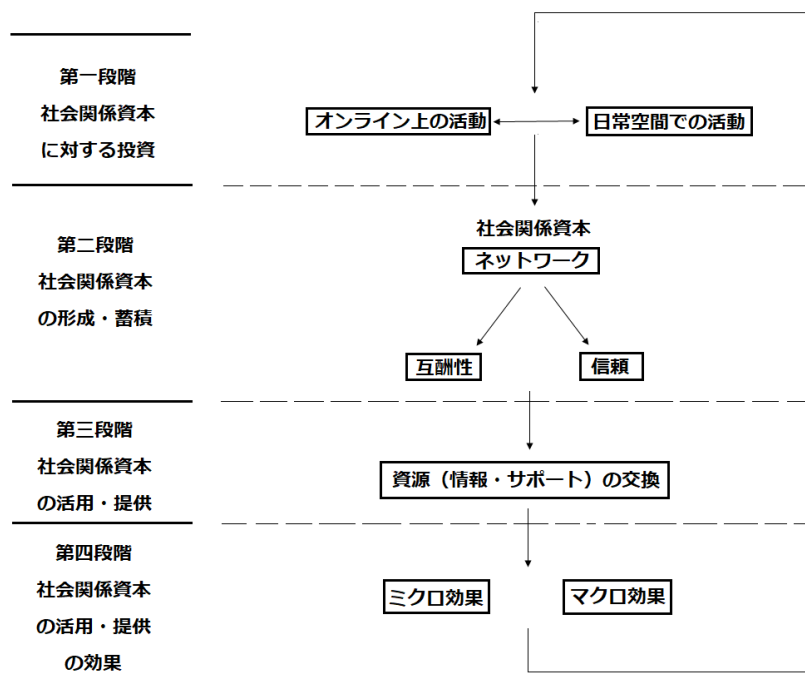 第一段階
社会関係資本
に対する投資
オンライン上の活動
日常空間での活動
第二段階
社会関係資本
の形成・蓄積
社会関係資本
ネットワーク
互酬性
信頼
第三段階
社会関係資本
の活用・提供
資源（情報・サポート）の交換
第四段階
社会関係資本
の活用・提供
の効果
ミクロ効果
マクロ効果